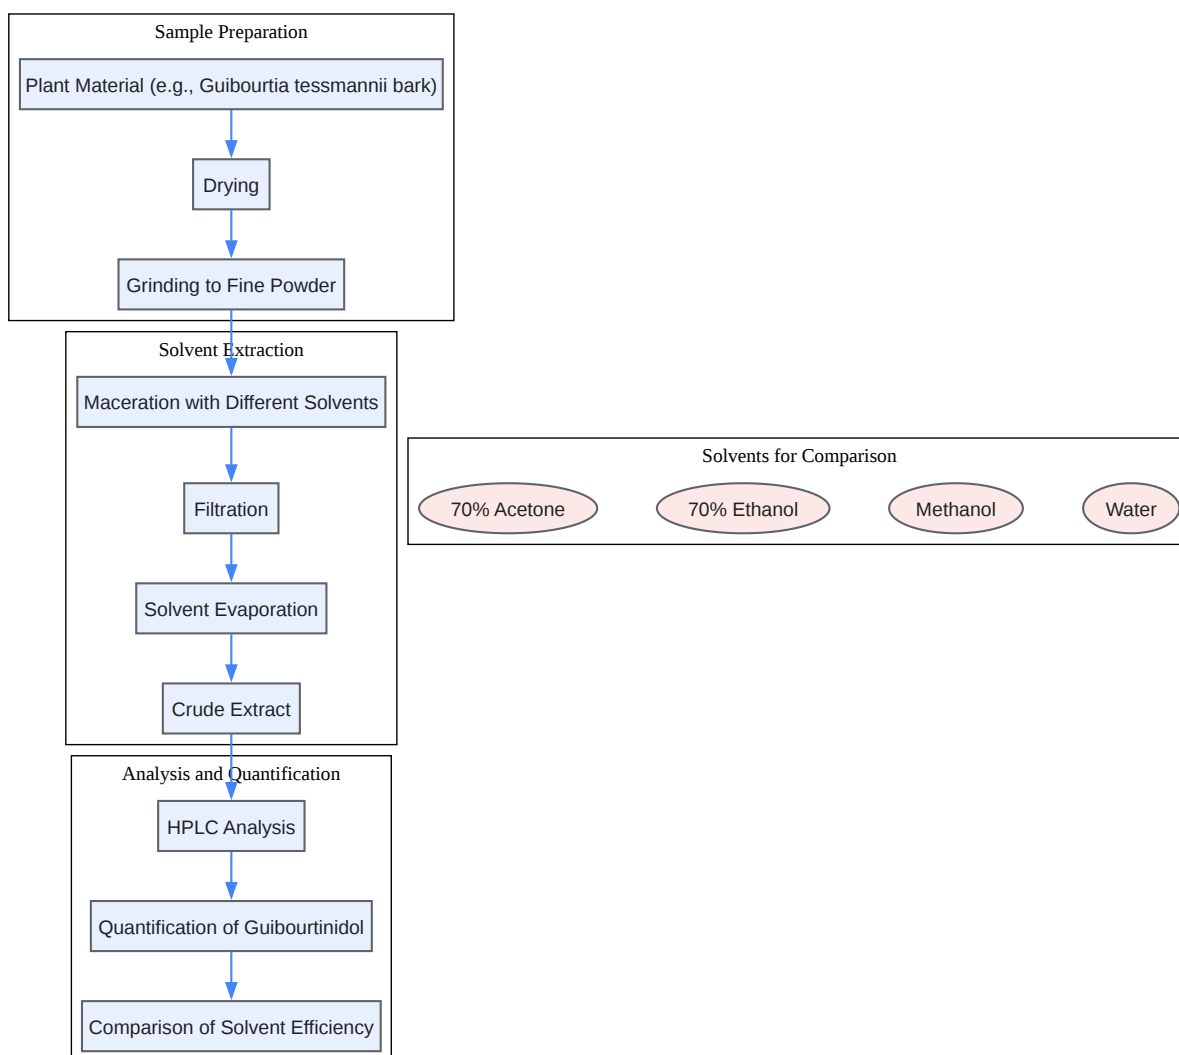 Sample Preparation
Plant Material (e.g., Guibourtia tessmannii bark)
Drying
Grinding to Fine Powder
Solvent Extraction
Maceration with Different Solvents
Filtration
Solvent Evaporation
Crude Extract
Solvents for Comparison
70% Acetone
70% Ethanol
Methanol
Water
Analysis and Quantification
HPLC Analysis
Quantification of Guibourtinidol
Comparison of Solvent Efficiency